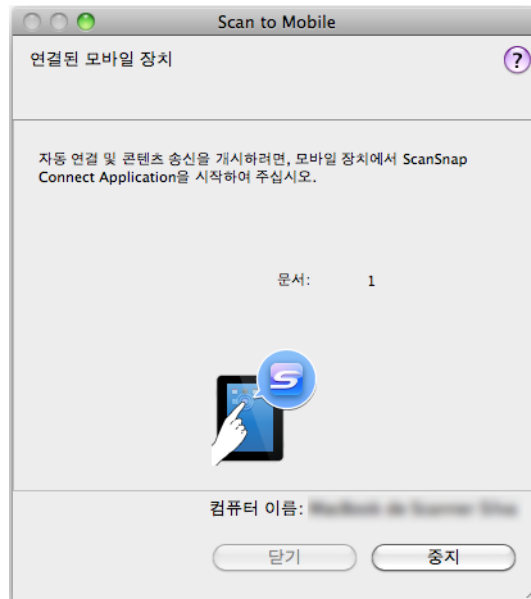 Scan to Mobile
연결된 모바일 장치
?
자동 연결 및 콘텐츠 송신을 개시하려면, 모바일 장치에서 ScanSnap
Connect Application을 시작하여 주십시오.
문서: 1
S
컴퓨터 이름:
닫기 중지